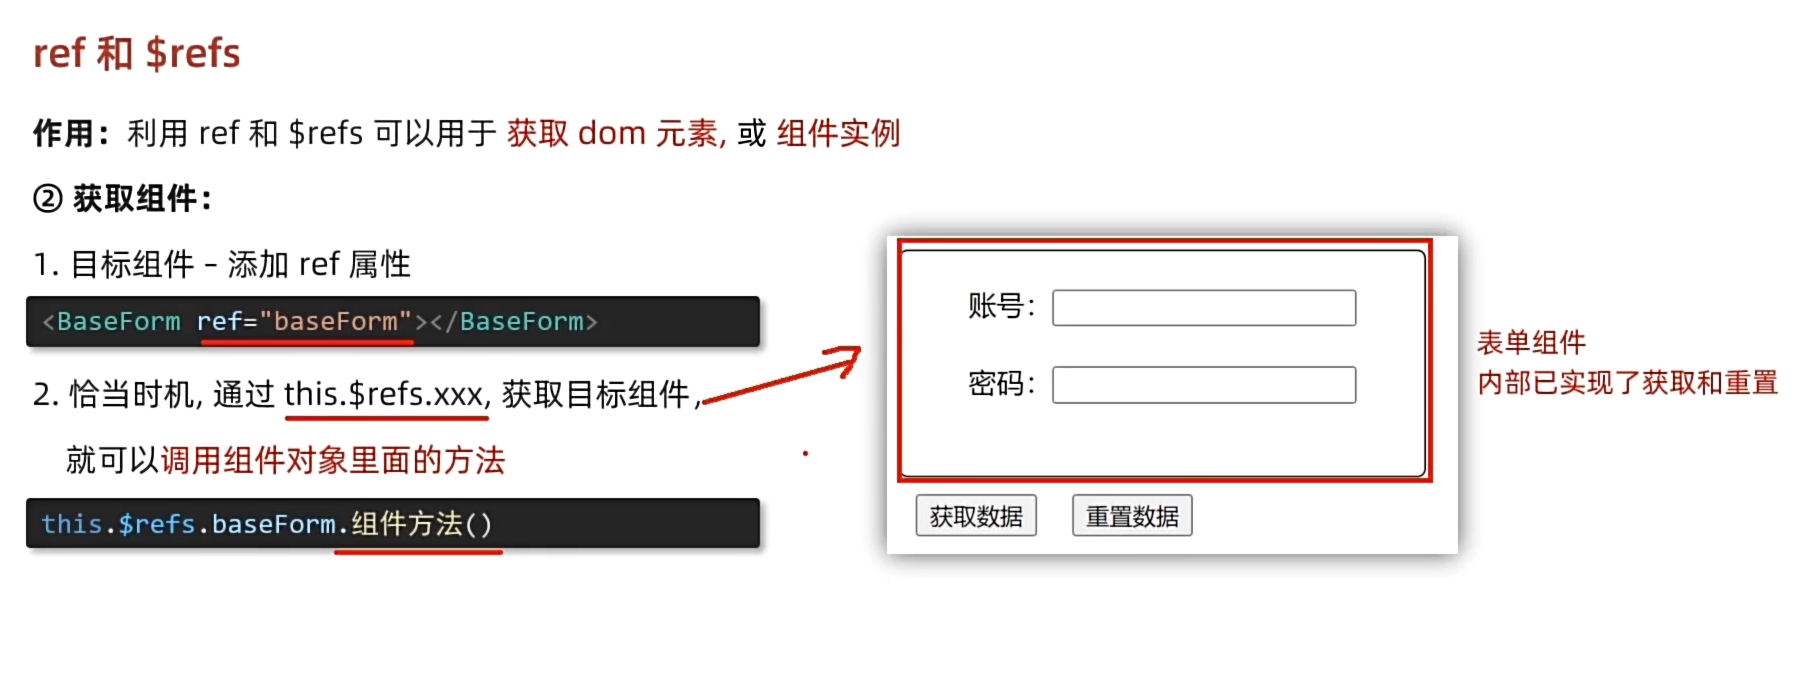 ref 和 $refs
作用：利用 ref 和 $refs 可以用于 获取 dom 元素, 或 组件实例
② 获取组件：
1. 目标组件 – 添加 ref 属性
<BaseForm ref="baseForm"></BaseForm>
2. 恰当时机, 通过 this.$refs.xxx, 获取目标组件,
就可以调用组件对象里面的方法
this.$refs.baseForm.组件方法()
账号：
密码：
获取数据 重置数据
表单组件
内部已实现了获取和重置